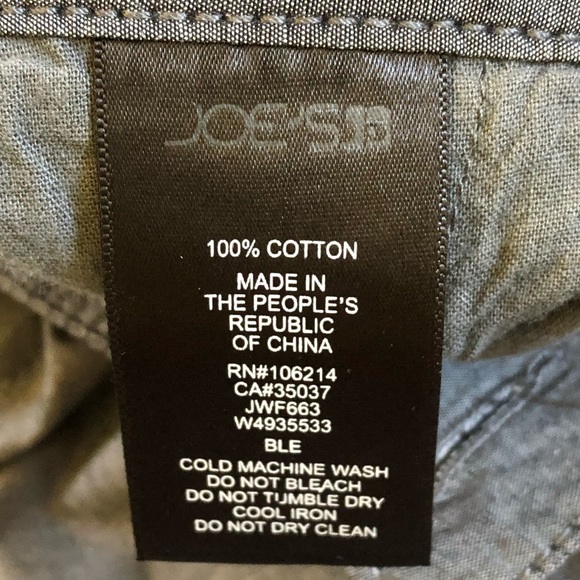 JOE'S
100% COTTON
MADE IN
THE PEOPLE'S
REPUBLIC
OF CHINA
RN#106214
CA#35037
JWF663
W4935533
BLE
COLD MACHINE WASH
DO NOT BLEACH
DO NOT TUMBLE DRY
COOL IRON
DO NOT DRY CLEAN